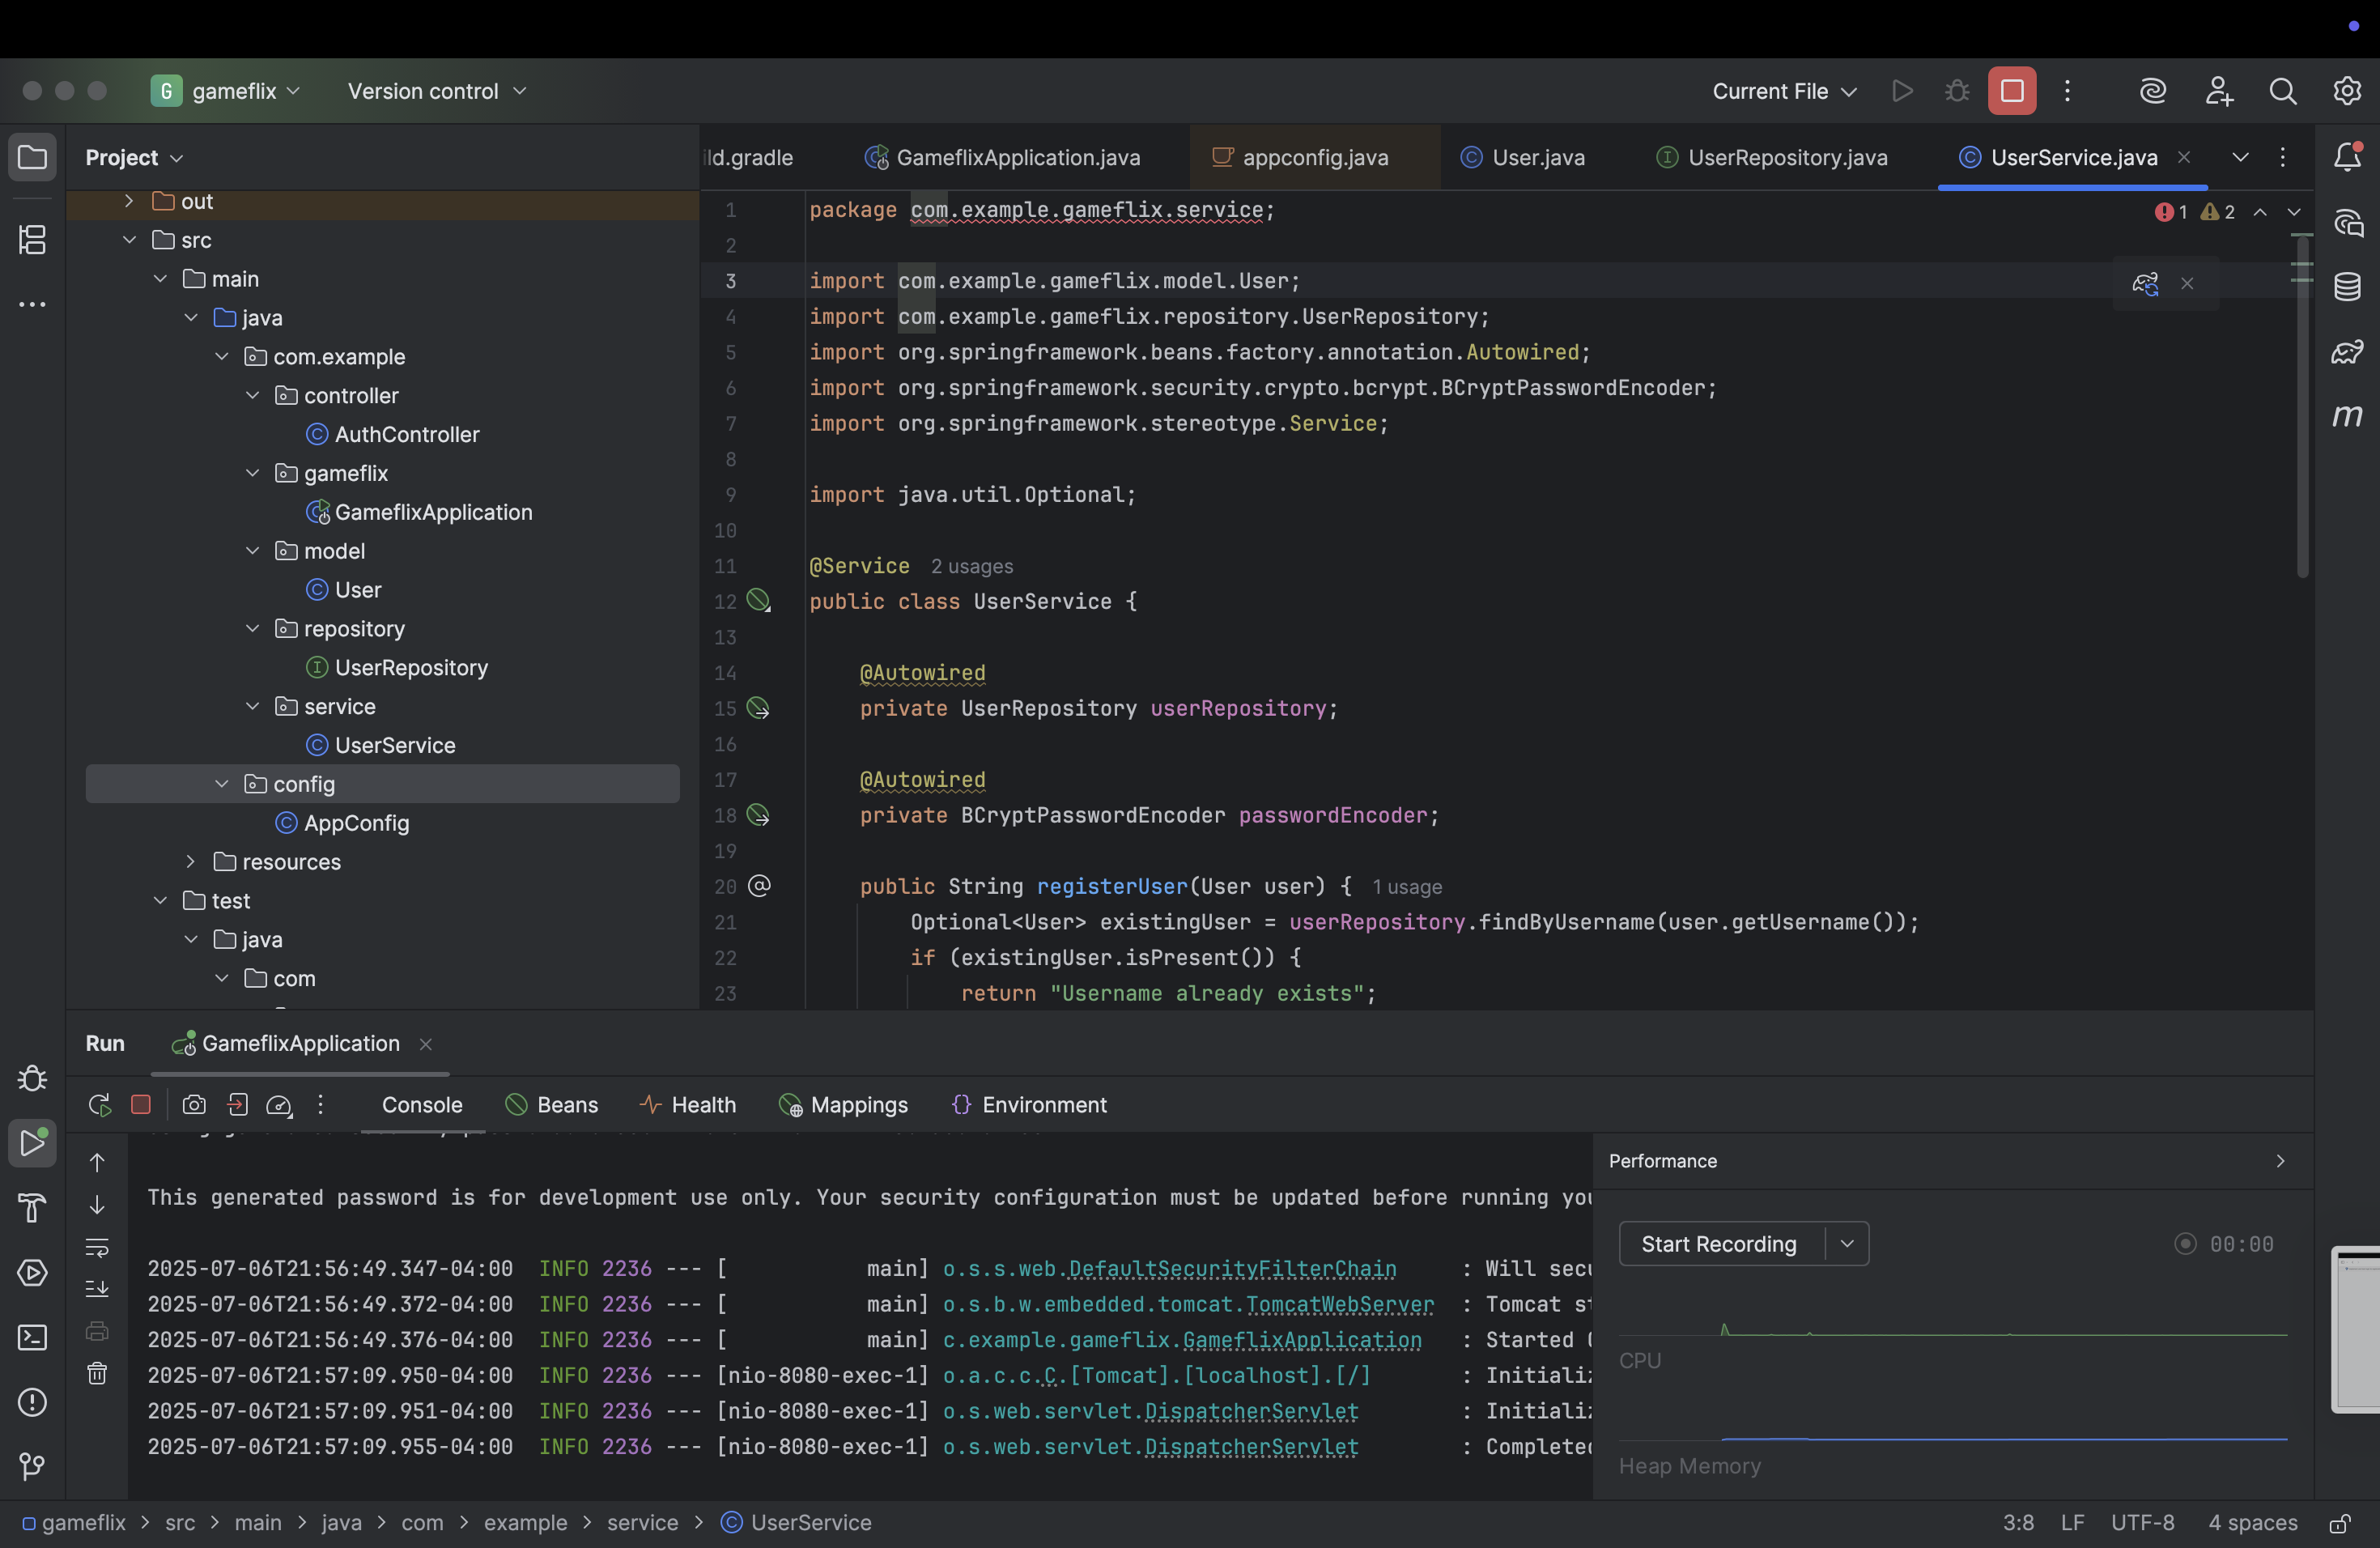 G gameflix
Version control
Current File
Project
ild.gradle
GameflixApplication.java
appconfig.java
User.java
UserRepository.java
UserService.java
out
src
main
java
com.example
controller
AuthController
gameflix
GameflixApplication
model
User
repository
UserRepository
service
UserService
config
AppConfig
resources
test
java
com
1 package com.example.gameflix.service;
1 2
2
3 import com.example.gameflix.model.User;
4 import com.example.gameflix.repository.UserRepository;
5 import org.springframework.beans.factory.annotation.Autowired;
6 import org.springframework.security.crypto.bcrypt.BCryptPasswordEncoder;
7 import org.springframework.stereotype.Service;
8
9 import java.util.Optional;
10
11 @Service 2 usages
12 public class UserService {
13
14 @Autowired
15 private UserRepository userRepository;
16
17 @Autowired
18 private BCryptPasswordEncoder passwordEncoder;
19
20 public String registerUser(User user) { 1 usage
21 Optional<User> existingUser = userRepository.findByUsername(user.getUsername());
22 if (existingUser.isPresent()) {
23 return "Username already exists";
Run
GameflixApplication
Console
Beans
Health
Mappings
Environment
This generated password is for development use only. Your security configuration must be updated before running you
2025-07-06T21:56:49.347-04:00 INFO 2236 --- [ main] o.s.s.web.DefaultSecurityFilterChain : Will secu
2025-07-06T21:56:49.372-04:00 INFO 2236 --- [ main] o.s.b.w.embedded.tomcat.TomcatWebServer : Tomcat st
2025-07-06T21:56:49.376-04:00 INFO 2236 --- [ main] c.example.gameflix.GameflixApplication : Started G
2025-07-06T21:57:09.950-04:00 INFO 2236 --- [nio-8080-exec-1] o.a.c.c.C.[Tomcat].[localhost].[/] : Initializ
2025-07-06T21:57:09.951-04:00 INFO 2236 --- [nio-8080-exec-1] o.s.web.servlet.DispatcherServlet : Initializ
2025-07-06T21:57:09.955-04:00 INFO 2236 --- [nio-8080-exec-1] o.s.web.servlet.DispatcherServlet : Completed
Performance
Start Recording
00:00
CPU
Heap Memory
gameflix > src > main > java > com > example > service > UserService
3:8 LF UTF-8 4 spaces